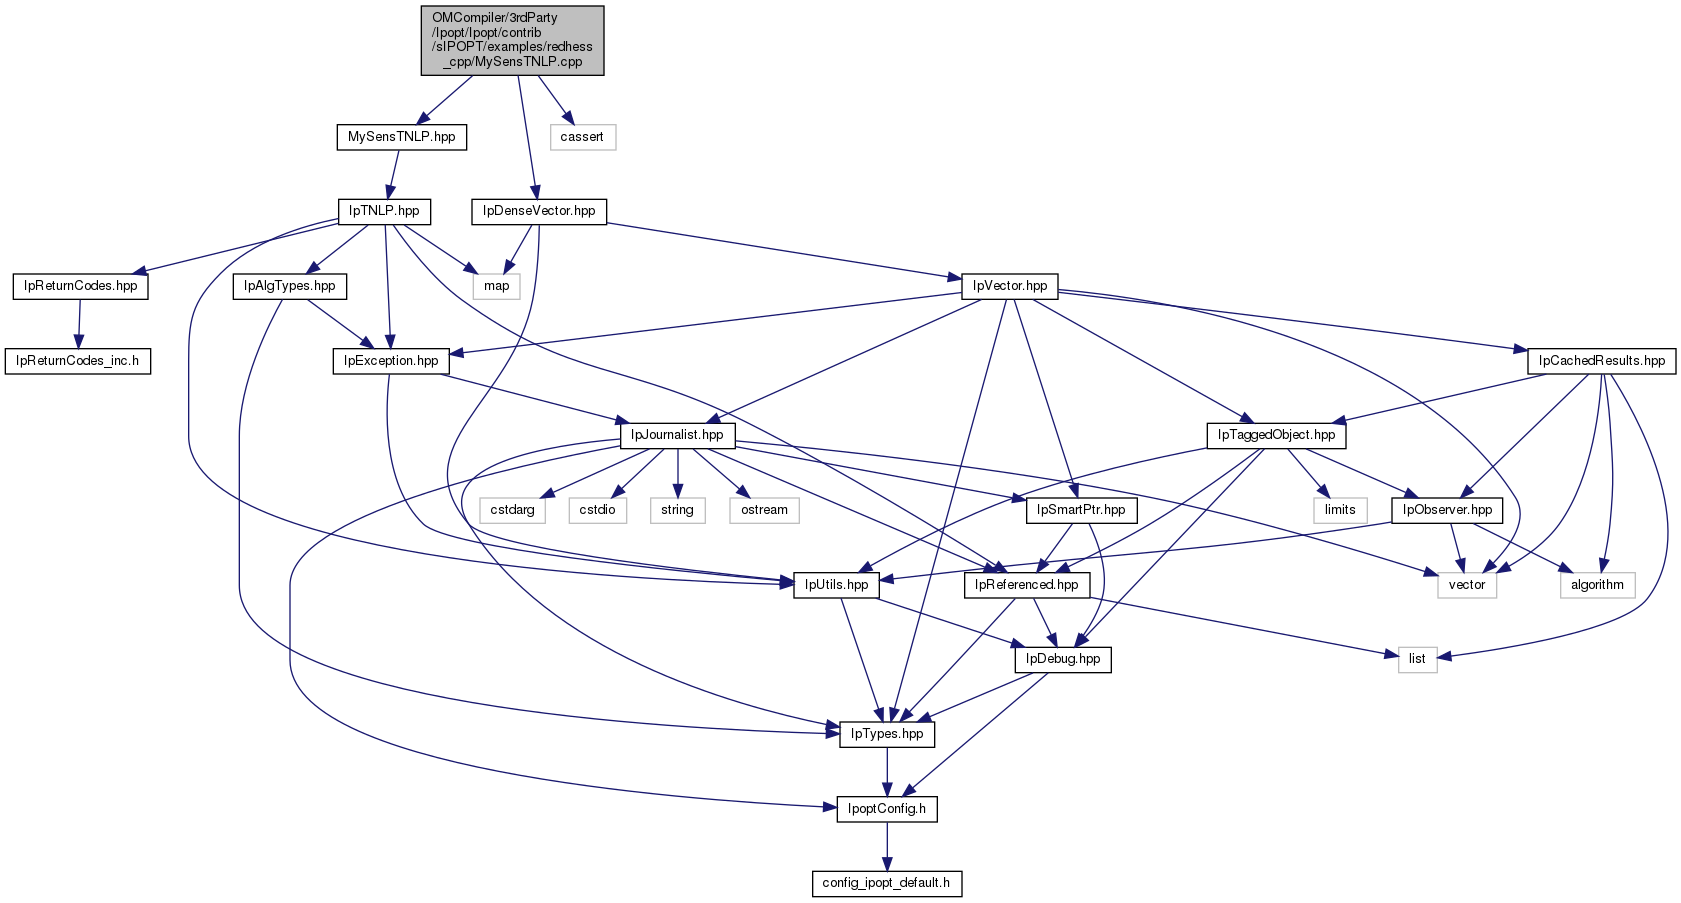 OMCompiler/3rdParty
/Ipopt/Ipopt/contrib
/sIPOPT/examples/redhess
_cpp/MySensTNLP.cpp
MySensTNLP.hpp
cassert
IpTNLP.hpp
IpDenseVector.hpp
IpReturnCodes.hpp
IpAlgTypes.hpp
map
IpVector.hpp
IpReturnCodes_inc.h
IpException.hpp
IpCachedResults.hpp
IpJournalist.hpp
IpTaggedObject.hpp
cstdarg
cstdio
string
ostream
IpSmartPtr.hpp
limits
IpObserver.hpp
IpUtils.hpp
IpReferenced.hpp
vector
algorithm
IpDebug.hpp
list
IpTypes.hpp
IpoptConfig.h
config_ipopt_default.h